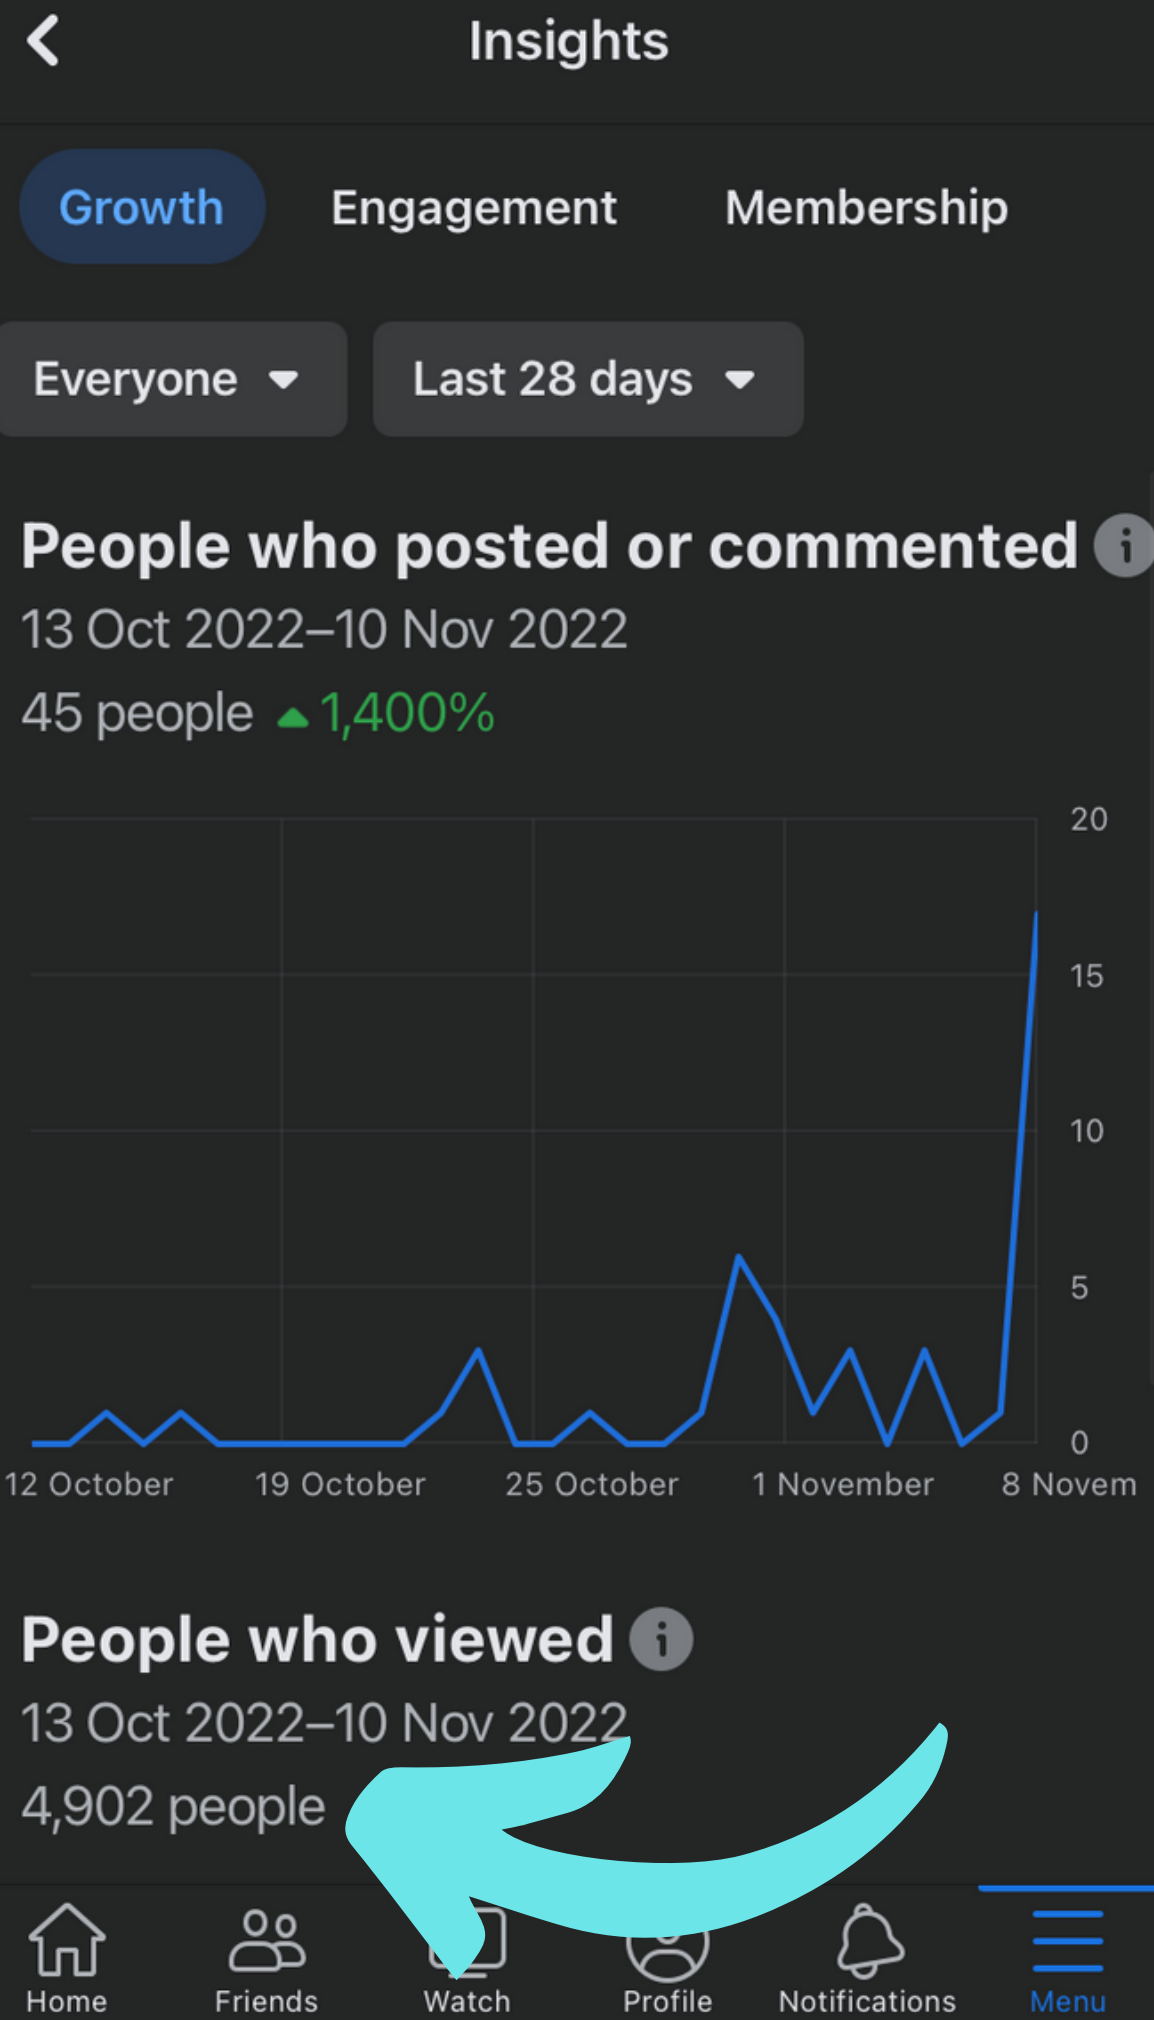 Insights
Growth Engagement Membership
Everyone Last 28 days
People who posted or commented
13 Oct 2022–10 Nov 2022
45 people 1,400%
20
15
10
5
0
12 October 19 October 25 October 1 November 8 Novem
People who viewed
13 Oct 2022–10 Nov 2022
4,902 people
Home Friends Watch Profile Notifications Menu